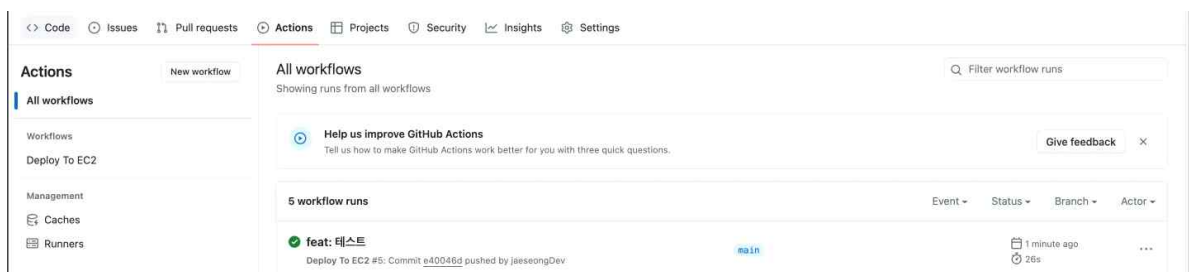 Code Issues Pull requests Actions Projects Security Insights Settings
Actions
New workflow
All workflows
Workflows
Deploy To EC2
Management
Caches
Runners
All workflows
Showing runs from all workflows
Filter workflow runs
Help us improve GitHub Actions
Tell us how to make GitHub Actions work better for you with three quick questions.
Give feedback
5 workflow runs
Event Status Branch Actor
feat: 테스트
Deploy To EC2 #5: Commit e40046d pushed by jaeseongDev
main
1 minute ago
26s